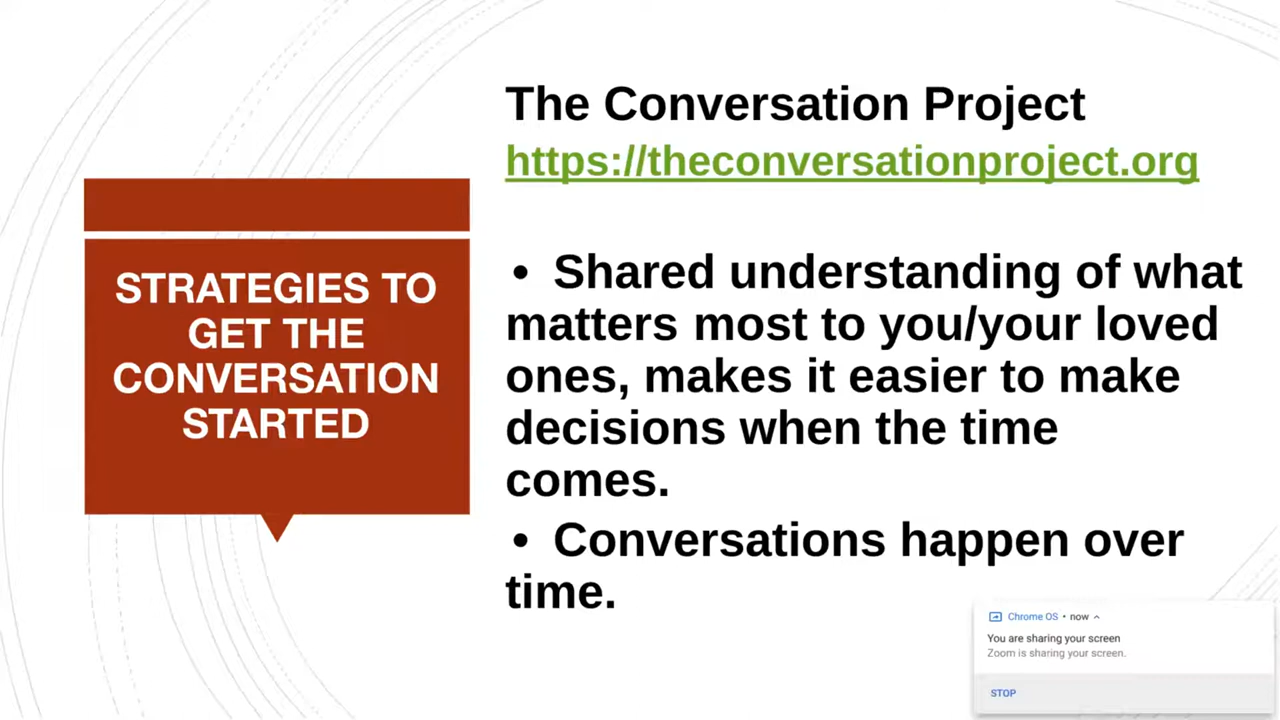 STRATEGIES TO
GET THE
CONVERSATION
STARTED
The Conversation Project
https://theconversationproject.org
• Shared understanding of what
matters most to you/your loved
ones, makes it easier to make
decisions when the time
comes.
• Conversations happen over
time.
Chrome OS • now
You are sharing your screen
Zoom is sharing your screen.
STOP